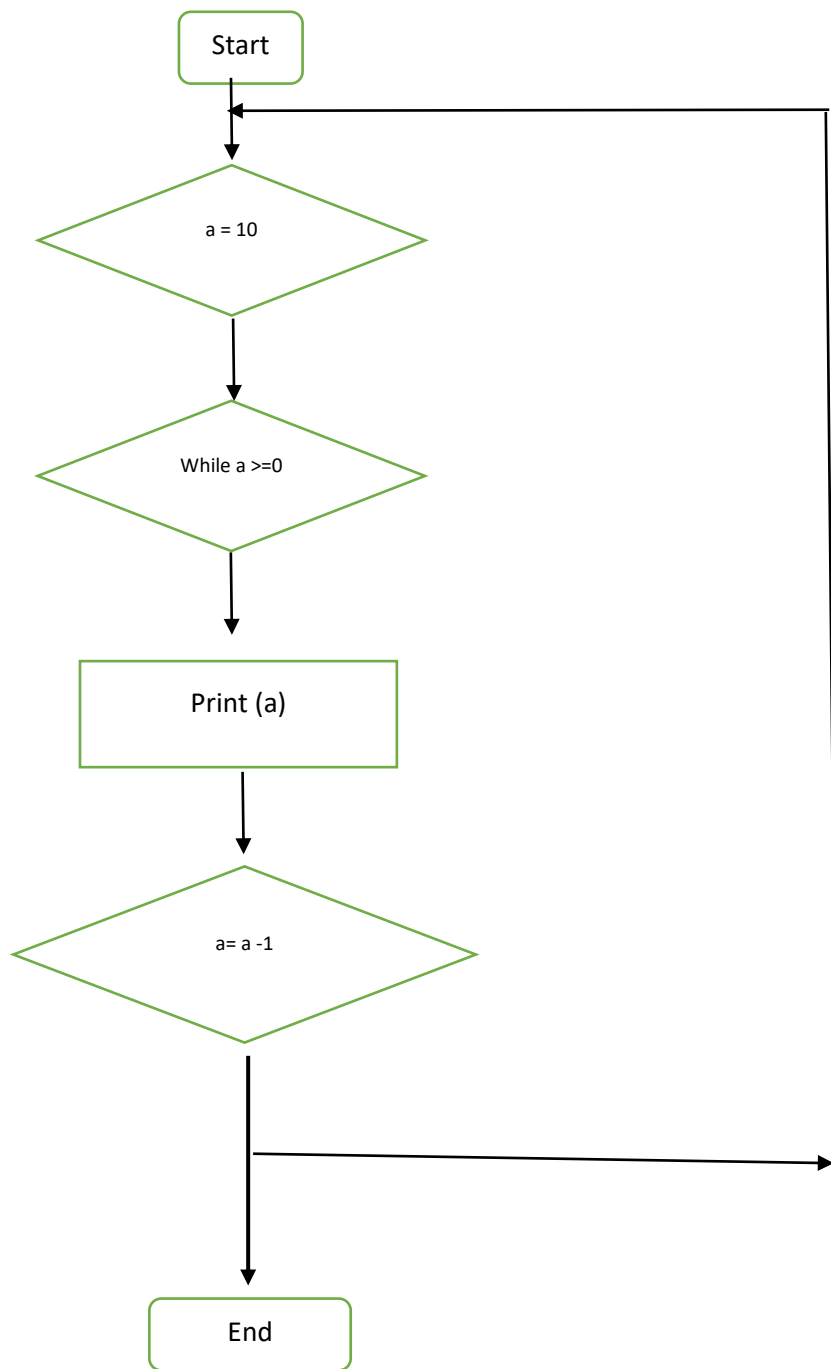 Start
a = 10
While a >=0
Print (a)
a= a -1
End